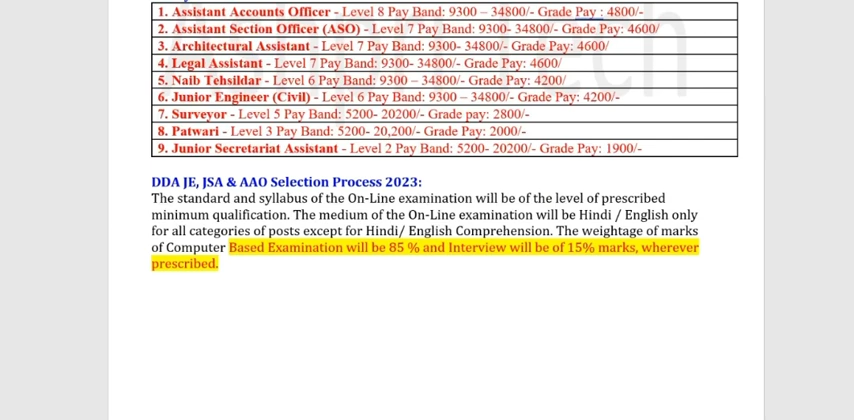 1. Assistant Accounts Officer - Level 8 Pay Band: 9300 – 34800/- Grade Pay : 4800/-
2. Assistant Section Officer (ASO) - Level 7 Pay Band: 9300- 34800/- Grade Pay: 4600/
3. Architectural Assistant - Level 7 Pay Band: 9300- 34800/- Grade Pay: 4600/
4. Legal Assistant - Level 7 Pay Band: 9300- 34800/- Grade Pay: 4600/
5. Naib Tehsildar - Level 6 Pay Band: 9300 – 34800/- Grade Pay: 4200/
6. Junior Engineer (Civil) - Level 6 Pay Band: 9300 – 34800/- Grade Pay: 4200/-
7. Surveyor - Level 5 Pay Band: 5200- 20200/- Grade pay: 2800/-
8. Patwari - Level 3 Pay Band: 5200- 20,200/- Grade Pay: 2000/-
9. Junior Secretariat Assistant - Level 2 Pay Band: 5200- 20200/- Grade Pay: 1900/-
DDA JE, JSA & AAO Selection Process 2023:
The standard and syllabus of the On-Line examination will be of the level of prescribed
minimum qualification. The medium of the On-Line examination will be Hindi / English only
for all categories of posts except for Hindi/ English Comprehension. The weightage of marks
of Computer Based Examination will be 85 % and Interview will be of 15% marks, wherever
prescribed.